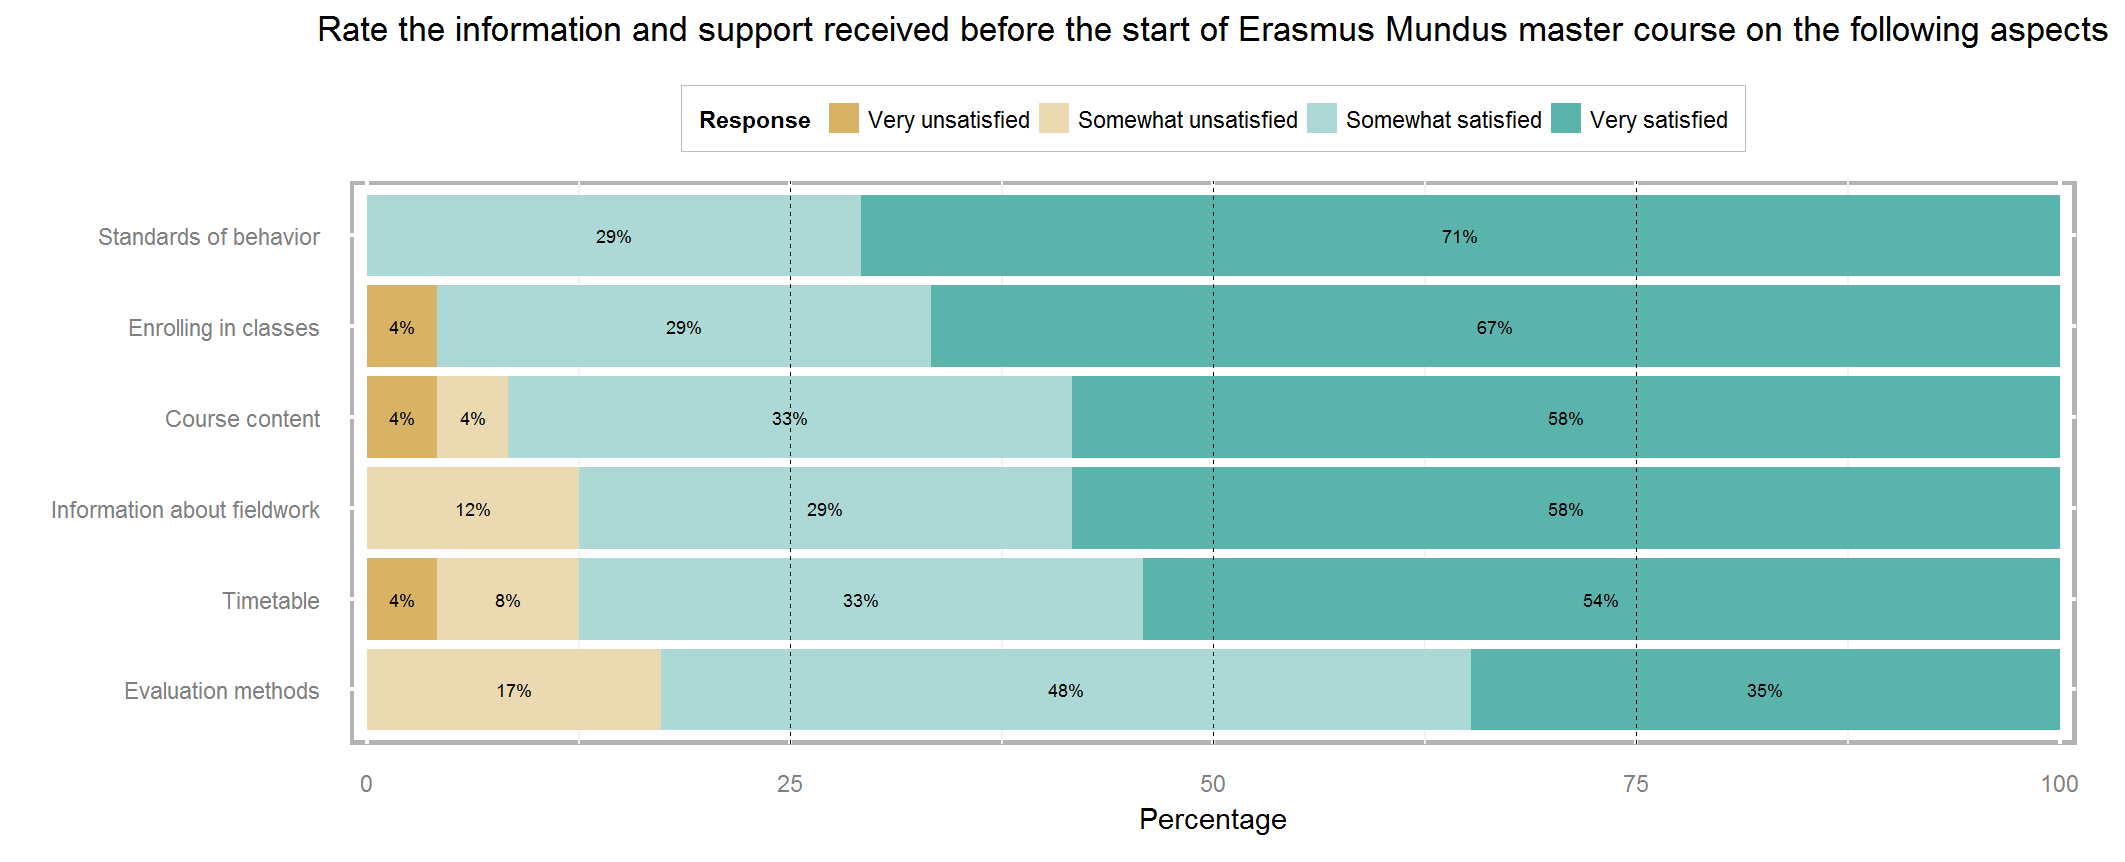 Rate the information and support received before the start of Erasmus Mundus master course on the following aspects
Response Very unsatisfied Somewhat unsatisfied Somewhat satisfied Very satisfied
Standards of behavior 29% 71%
Enrolling in classes 4% 29% 67%
Course content 4% 4% 33% 58%
Information about fieldwork 12% 29% 58%
Timetable 4% 8% 33% 54%
Evaluation methods 17% 48% 35%
0 25 50 75 100
Percentage